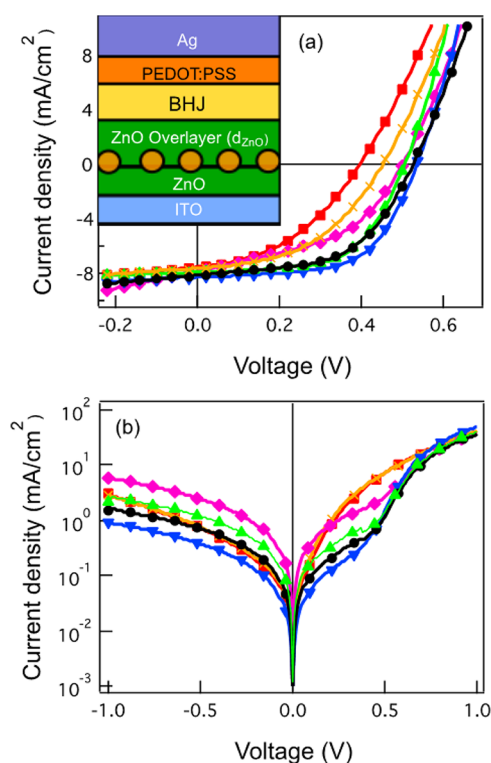 8
4
0
-4
-8
Current density (mA/cm2)
(a)
Ag
PEDOT:PSS
BHJ
ZnO Overlayer (dZnO)
ZnO
ITO
-0.2 0.0 0.2 0.4 0.6
Voltage (V)
(b)
10^2
10^1
10^0
10^-1
10^-2
10^-3
Current density (mA/cm2)
-1.0 -0.5 0.0 0.5 1.0
Voltage (V)